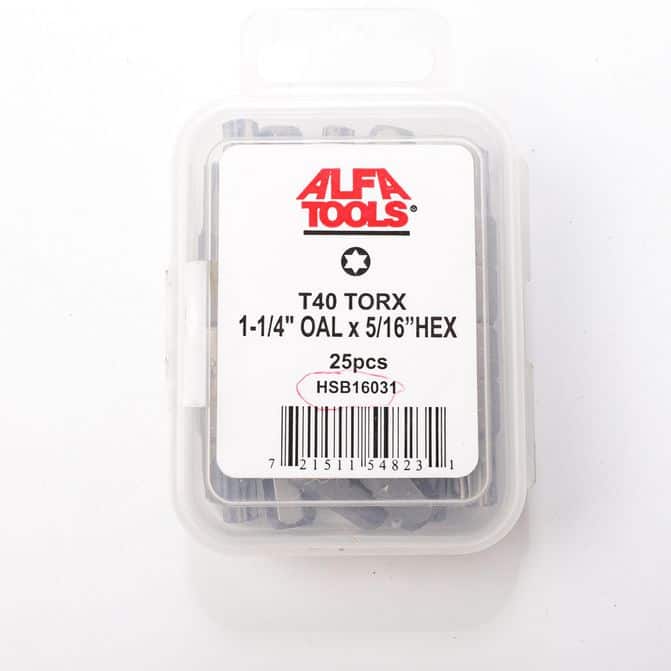 ALFA
TOOLS®
T40 TORX
1-1/4" OAL x 5/16”HEX
25pcs
HSB16031
7 21511 54823 1